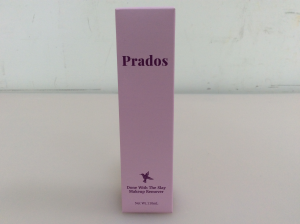 Prados
Done With The Day
Makeup Remover